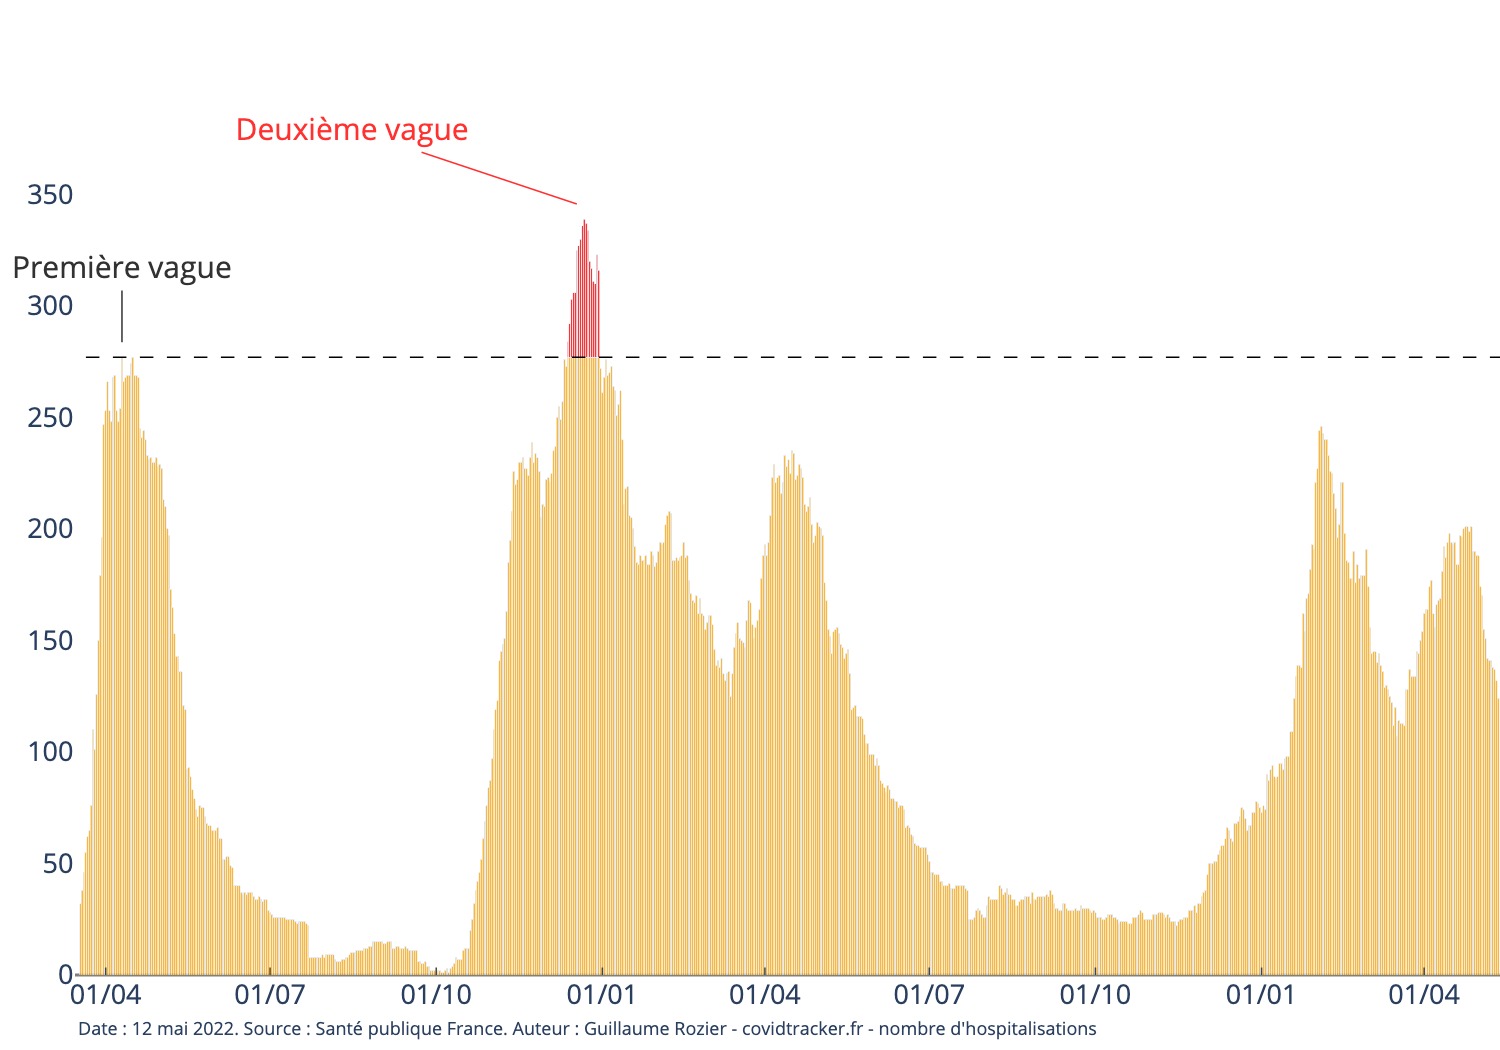 Deuxième vague
350
Première vague
300
250
200
150
100
50
0
01/04 01/07 01/10 01/01 01/04 01/07 01/10 01/01 01/04
Date : 12 mai 2022. Source : Santé publique France. Auteur : Guillaume Rozier - covidtracker.fr - nombre d'hospitalisations